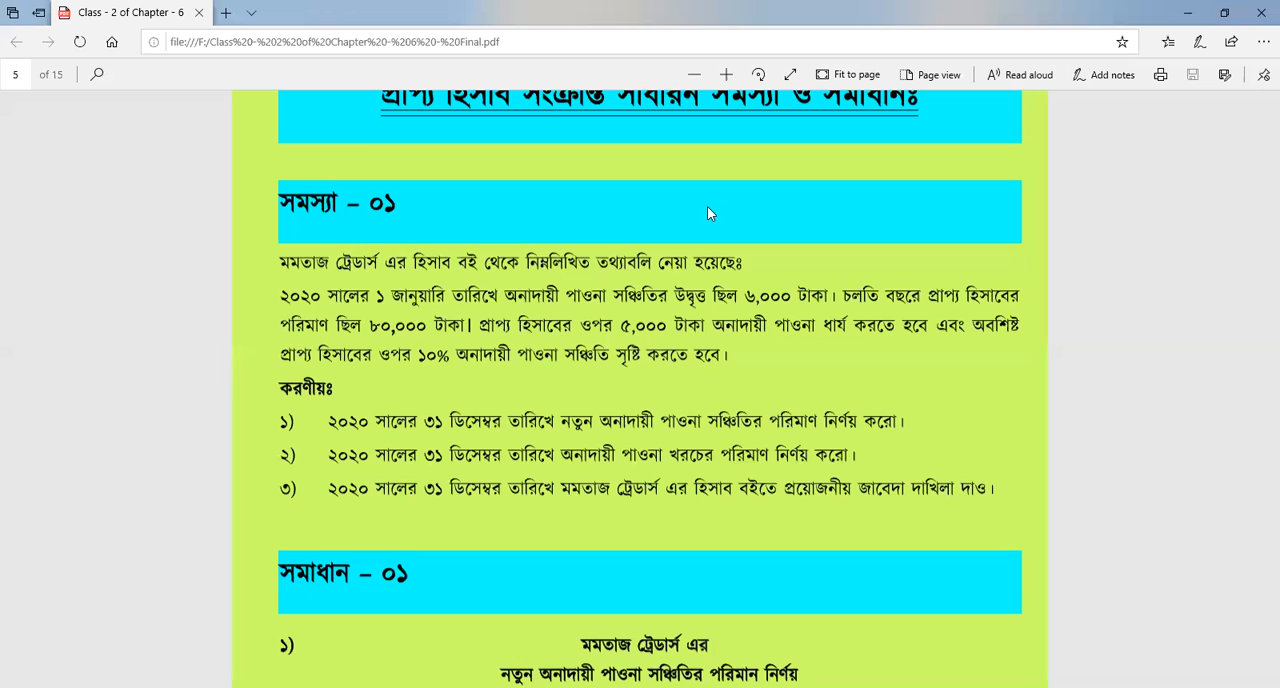 Class - 2 of Chapter - 6
file:///F:/Class%20-%202%20of%20Chapter%20-%206%20-%20Final.pdf
5 of 15 Fit to page Page view Read aloud Add notes
প্রাপ্য হিসাব সংক্রান্ত সাধারন সমস্যা ও সমাধানঃ
সমস্যা – ০১
মমতাজ ট্রেডার্স এর হিসাব বই থেকে নিম্নলিখিত তথ্যাবলি নেয়া হয়েছেঃ
২০২০ সালের ১ জানুয়ারি তারিখে অনাদায়ী পাওনা সঞ্চিতির উদ্বৃত্ত ছিল ৬,০০০ টাকা। চলতি বছরে প্রাপ্য হিসাবের
পরিমাণ ছিল ৮০,০০০ টাকা। প্রাপ্য হিসাবের ওপর ৫,০০০ টাকা অনাদায়ী পাওনা ধার্য করতে হবে এবং অবশিষ্ট
প্রাপ্য হিসাবের ওপর ১০% অনাদায়ী পাওনা সঞ্চিতি সৃষ্টি করতে হবে।
করণীয়ঃ
১) ২০২০ সালের ৩১ ডিসেম্বর তারিখে নতুন অনাদায়ী পাওনা সঞ্চিতির পরিমাণ নির্ণয় করো।
২) ২০২০ সালের ৩১ ডিসেম্বর তারিখে অনাদায়ী পাওনা খরচের পরিমাণ নির্ণয় করো।
৩) ২০২০ সালের ৩১ ডিসেম্বর তারিখে মমতাজ ট্রেডার্স এর হিসাব বইতে প্রয়োজনীয় জাবেদা দাখিলা দাও।
সমাধান – ০১
১) মমতাজ ট্রেডার্স এর
নতুন অনাদায়ী পাওনা সঞ্চিতির পরিমান নির্ণয়